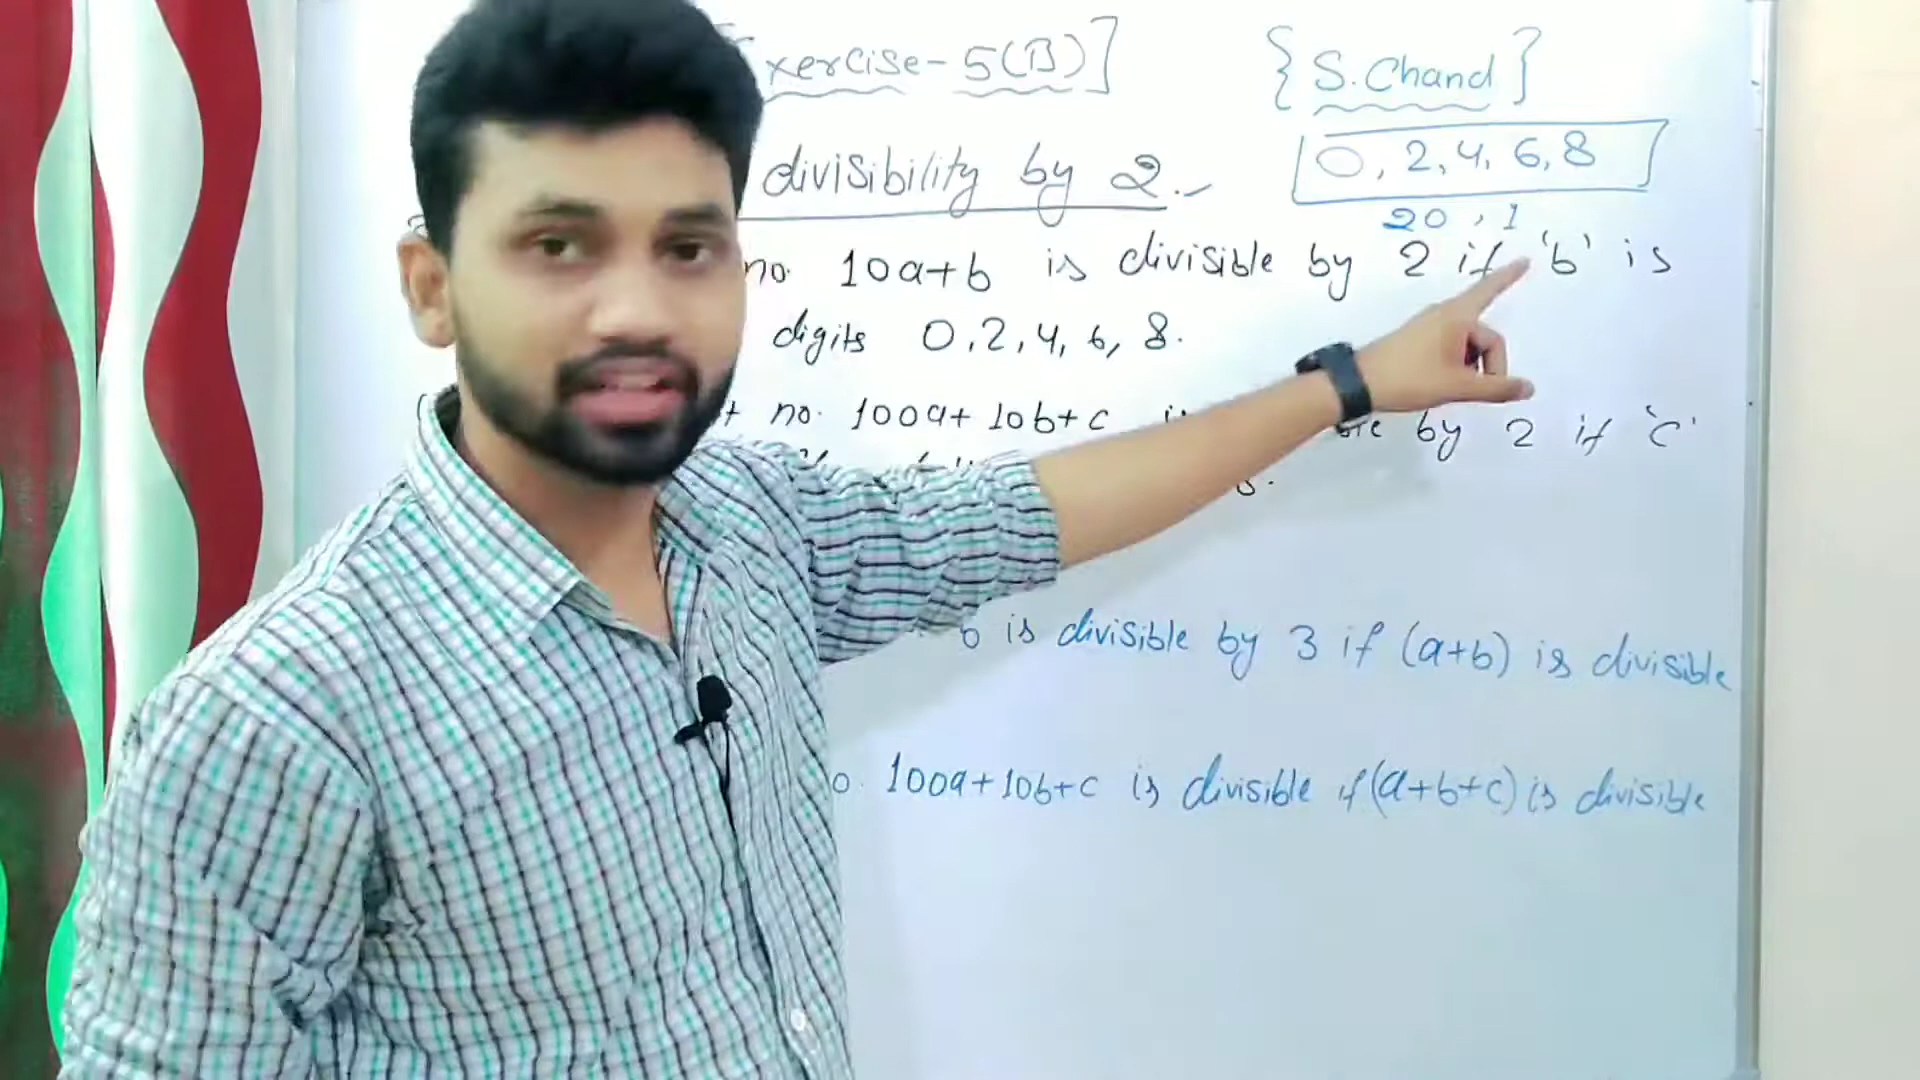 xercise-5(B)] {S.Chand}
0, 2, 4, 6, 8
divisibility by 2.
20, 1
no. 10a+b is divisible by 2 if 'b' is
digits 0, 2, 4, 6, 8.
no. 100a+10b+c by 2 if 'c'
b is divisible by 3 if (a+b) is divisible
100a+10b+c is divisible if (a+b+c) is divisible